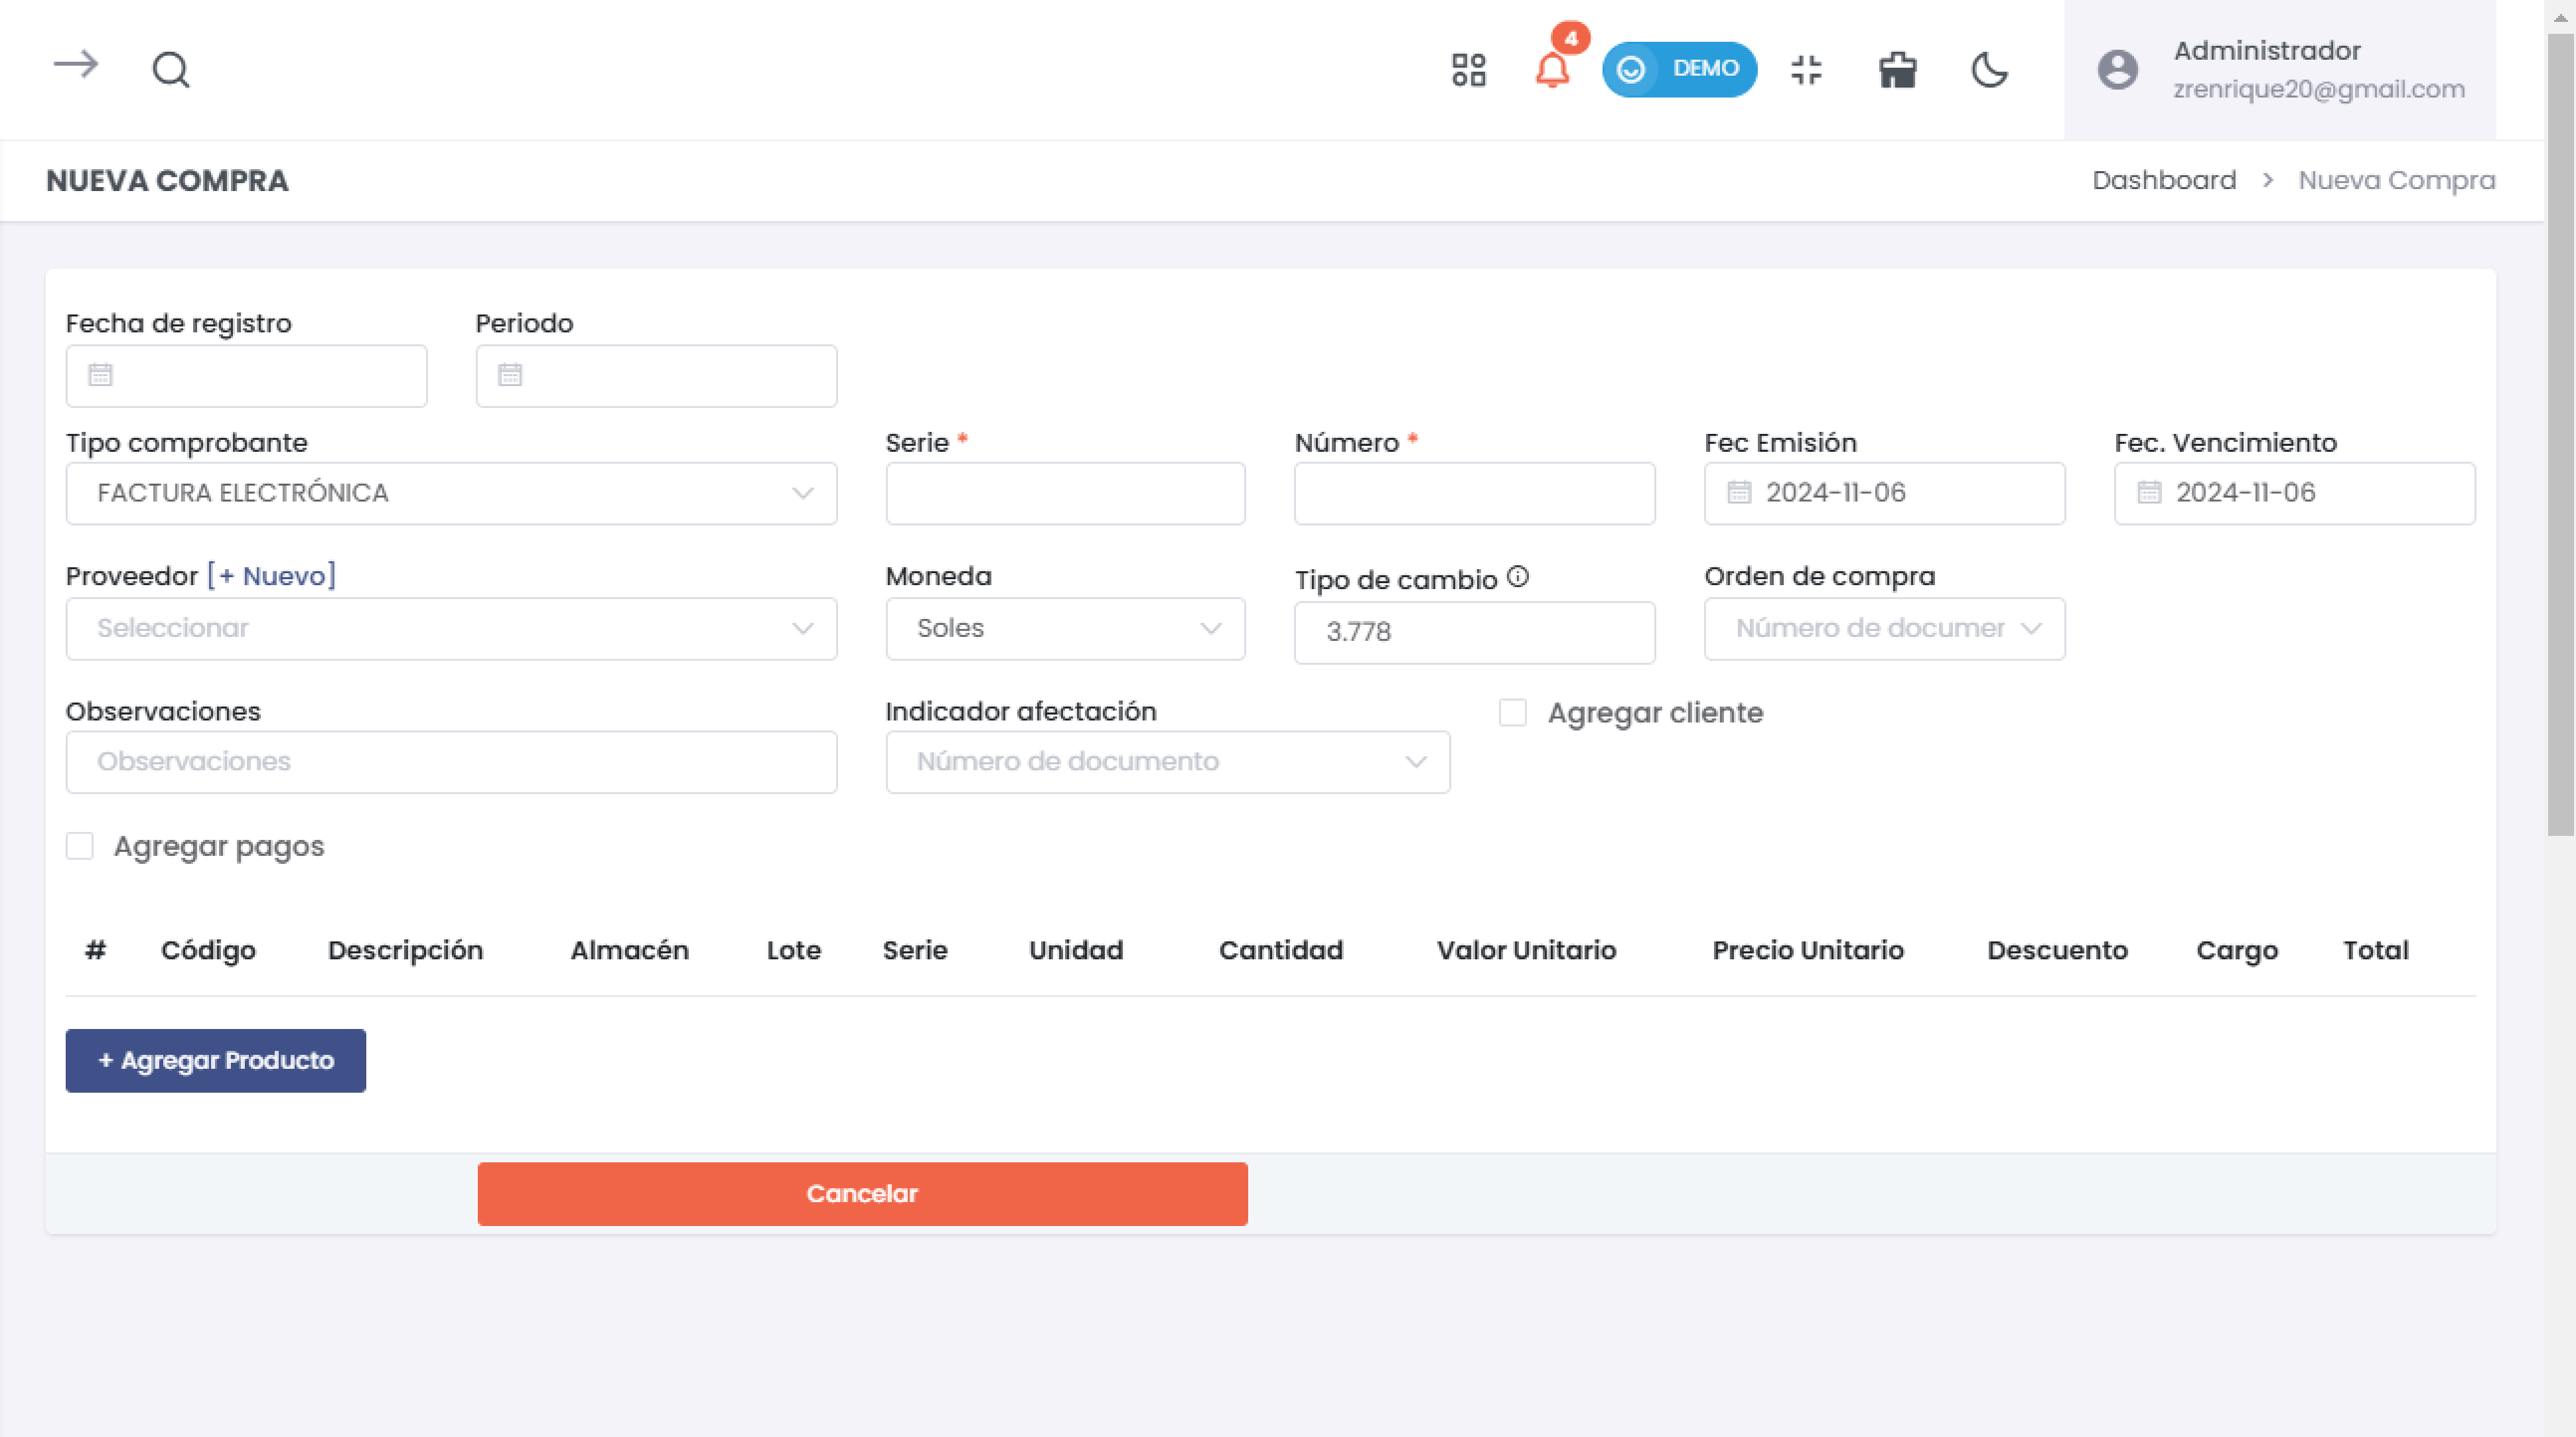 4
DEMO
Administrador
zrenrique20@gmail.com
NUEVA COMPRA
Dashboard > Nueva Compra
Fecha de registro Periodo
Tipo comprobante Serie * Número * Fec Emisión Fec. Vencimiento
FACTURA ELECTRÓNICA 2024-11-06 2024-11-06
Proveedor [+ Nuevo] Moneda Tipo de cambio Orden de compra
Seleccionar Soles 3.778 Número de documen
Observaciones Indicador afectación Agregar cliente
Observaciones Número de documento
Agregar pagos
# Código Descripción Almacén Lote Serie Unidad Cantidad Valor Unitario Precio Unitario Descuento Cargo Total
+ Agregar Producto
Cancelar